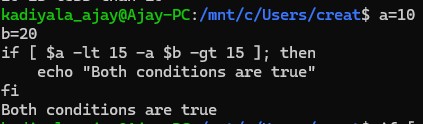 kadiyala_ajay@Ajay-PC:/mnt/c/Users/creat$ a=10
b=20
if [ $a -lt 15 -a $b -gt 15 ]; then
    echo "Both conditions are true"
fi
Both conditions are true